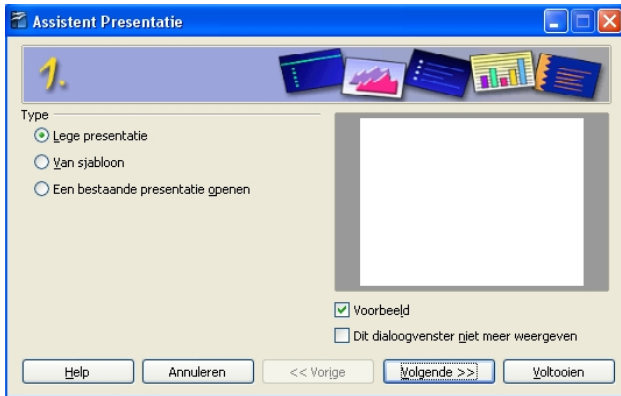 Assistent Presentatie
1.
Type
Lege presentatie
Van sjabloon
Een bestaande presentatie openen
Voorbeeld
Dit dialoogvenster niet meer weergeven
Help Annuleren << Vorige Volgende >> Voltooien